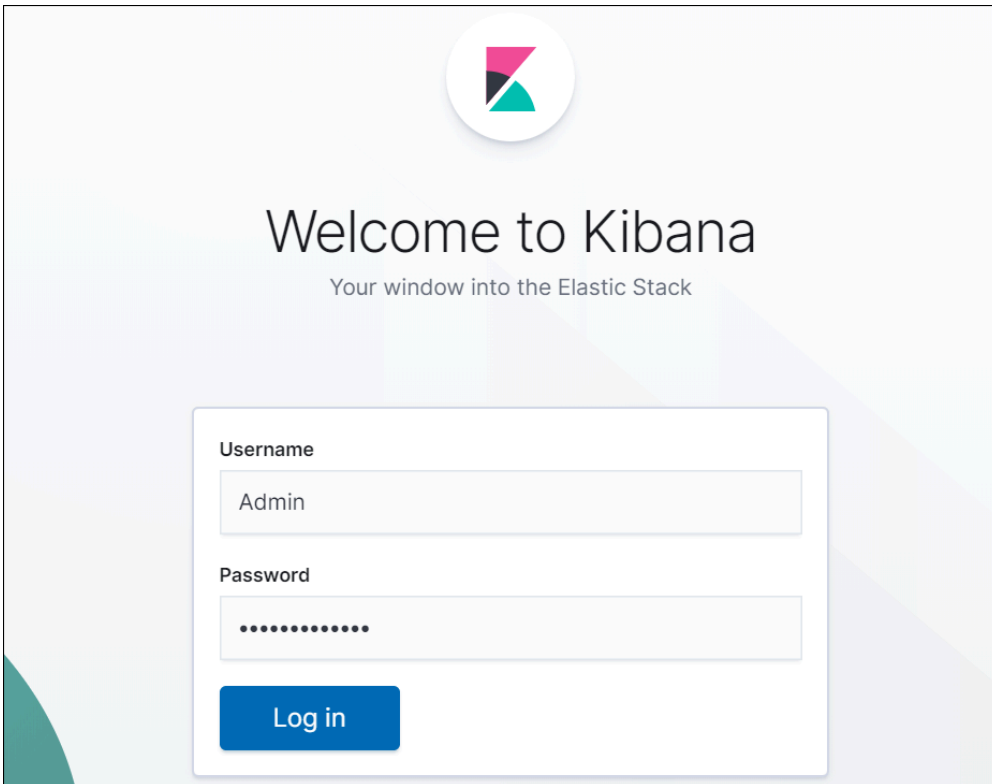 Welcome to Kibana
Your window into the Elastic Stack
Username
Admin
Password
•••••••••••••
Log in